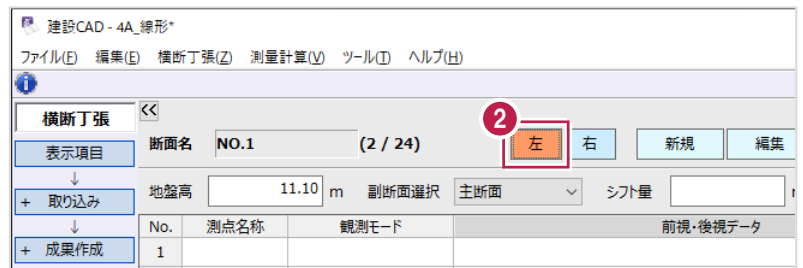 建設CAD - 4A_線形*
ファイル(F) 編集(E) 横断丁張(Z) 測量計算(V) ツール(T) ヘルプ(H)
横断丁張
<<
2
断面名 NO.1 (2 / 24) 左 右 新規 編集
表示項目
↓
地盤高 11.10 m 副断面選択 主断面 シフト量
+ 取り込み
↓
No. 測点名称 観測モード 前視・後視データ
+ 成果作成
1